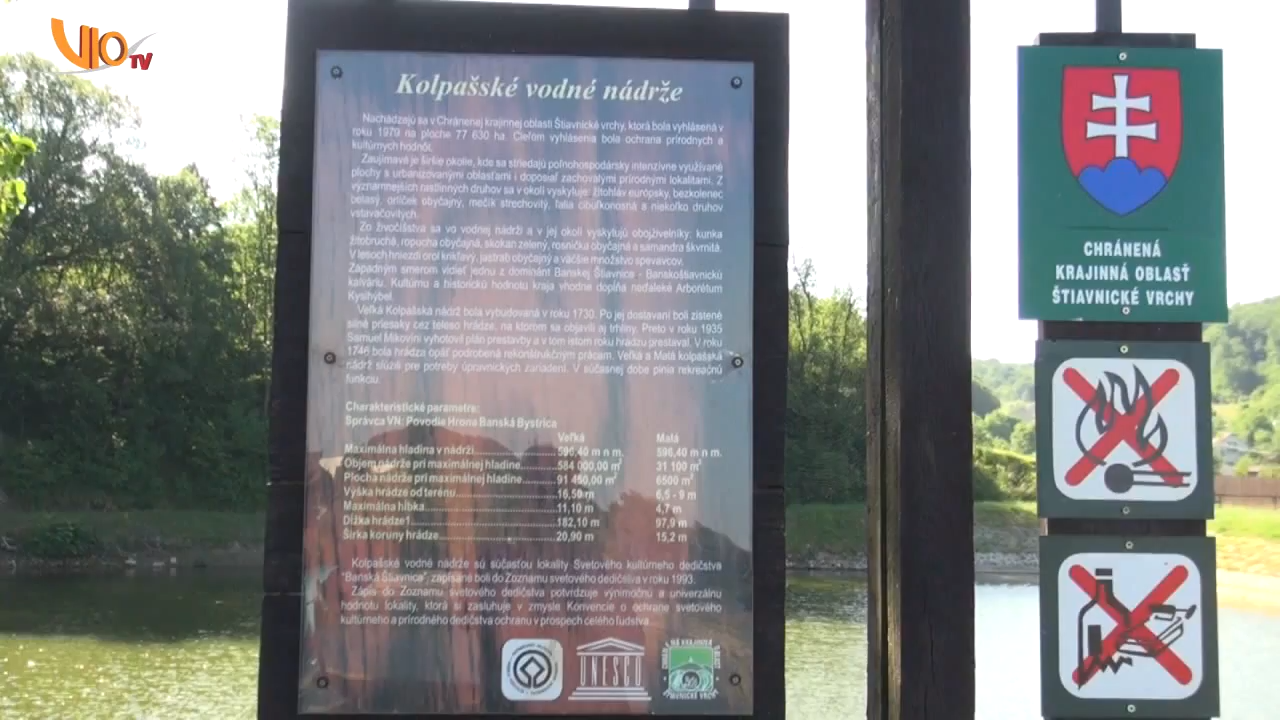 VIO TV
Kolpašské vodné nádrže
Nachádzajú sa v Chránenej krajinnej oblasti Štiavnické vrchy, ktorá bola vyhlásená v
roku 1979 na ploche 77 630 ha. Cieľom vyhlásenia bola ochrana prírodných a
kultúrnych hodnôt.
Zaujímavé je širšie okolie, kde sa striedajú poľnohospodársky intenzívne využívané
plochy s urbanizovanými oblasťami i doposiaľ zachovalými prírodnými lokalitami. Z
významnejších rastlinných druhov sa v okolí vyskytuje: žltohlav európsky, bezkolenec
belasý, orlíček obyčajný, mečík strechovitý, ľalia cibuľkonosná a niekoľko druhov
vstavačovitých.
Zo živočíšstva sa vo vodnej nádrži a v jej okolí vyskytujú obojživelníky: kunka
žltobruchá, ropucha obyčajná, skokan zelený, rosnička obyčajná a samandra škvrnitá.
V lesoch hniezdi orol krikľavý, jastrab obyčajný a väčšie množstvo spevavcov.
Západným smerom vidieť jednu z dominánt Banskej Štiavnice - Banskoštiavnickú
kalváriu. Kultúrnu a historickú hodnotu kraja vhodne dopĺňa neďaleké Arborétum
Kysihýbel.
Veľká Kolpašská nádrž bola vybudovaná v roku 1730. Po jej dostavaní boli zistené
silné priesaky cez teleso hrádze, na ktorom sa objavili aj trhliny. Preto v roku 1935
Samuel Mikovíni vyhotovil plán prestavby a v tom istom roku hrádzu prestaval. V roku
1746 bola hrádza opäť podrobená rekonštrukčným prácam. Veľká a Malá kolpašská
nádrž slúžili pre potreby úpravníckych zariadení. V súčasnej dobe plnia rekreačnú
funkciu.
Charakteristické parametre:
Správca VN: Povodie Hrona Banská Bystrica
Veľká Malá
Maximálna hladina v nádrži 596,40 m n m. 596,40 m n m.
Objem nádrže pri maximálnej hladine 584 000,00 m³ 31 100 m³
Plocha nádrže pri maximálnej hladine 91 450,00 m² 6500 m²
Výška hrádze od terénu 16,50 m 6,5 - 9 m
Maximálna hĺbka 11,10 m 4,7 m
Dĺžka hrádze1 182,10 m 97,9 m
Šírka koruny hrádze 20,90 m 15,2 m
Kolpašské vodné nádrže sú súčasťou lokality Svetového kultúrneho dedičstva
"Banská Štiavnica", zapísané boli do Zoznamu svetového dedičstva v roku 1993.
Zápis do Zoznamu svetového dedičstva potvrdzuje výnimočnú a univerzálnu
hodnotu lokality, ktorá si zasluhuje v zmysle Konvencie o ochrane svetového
kultúrneho a prírodného dedičstva ochranu v prospech celého ľudstva.
UNESCO
CHRÁNENÁ
KRAJINNÁ OBLASŤ
ŠTIAVNICKÉ VRCHY